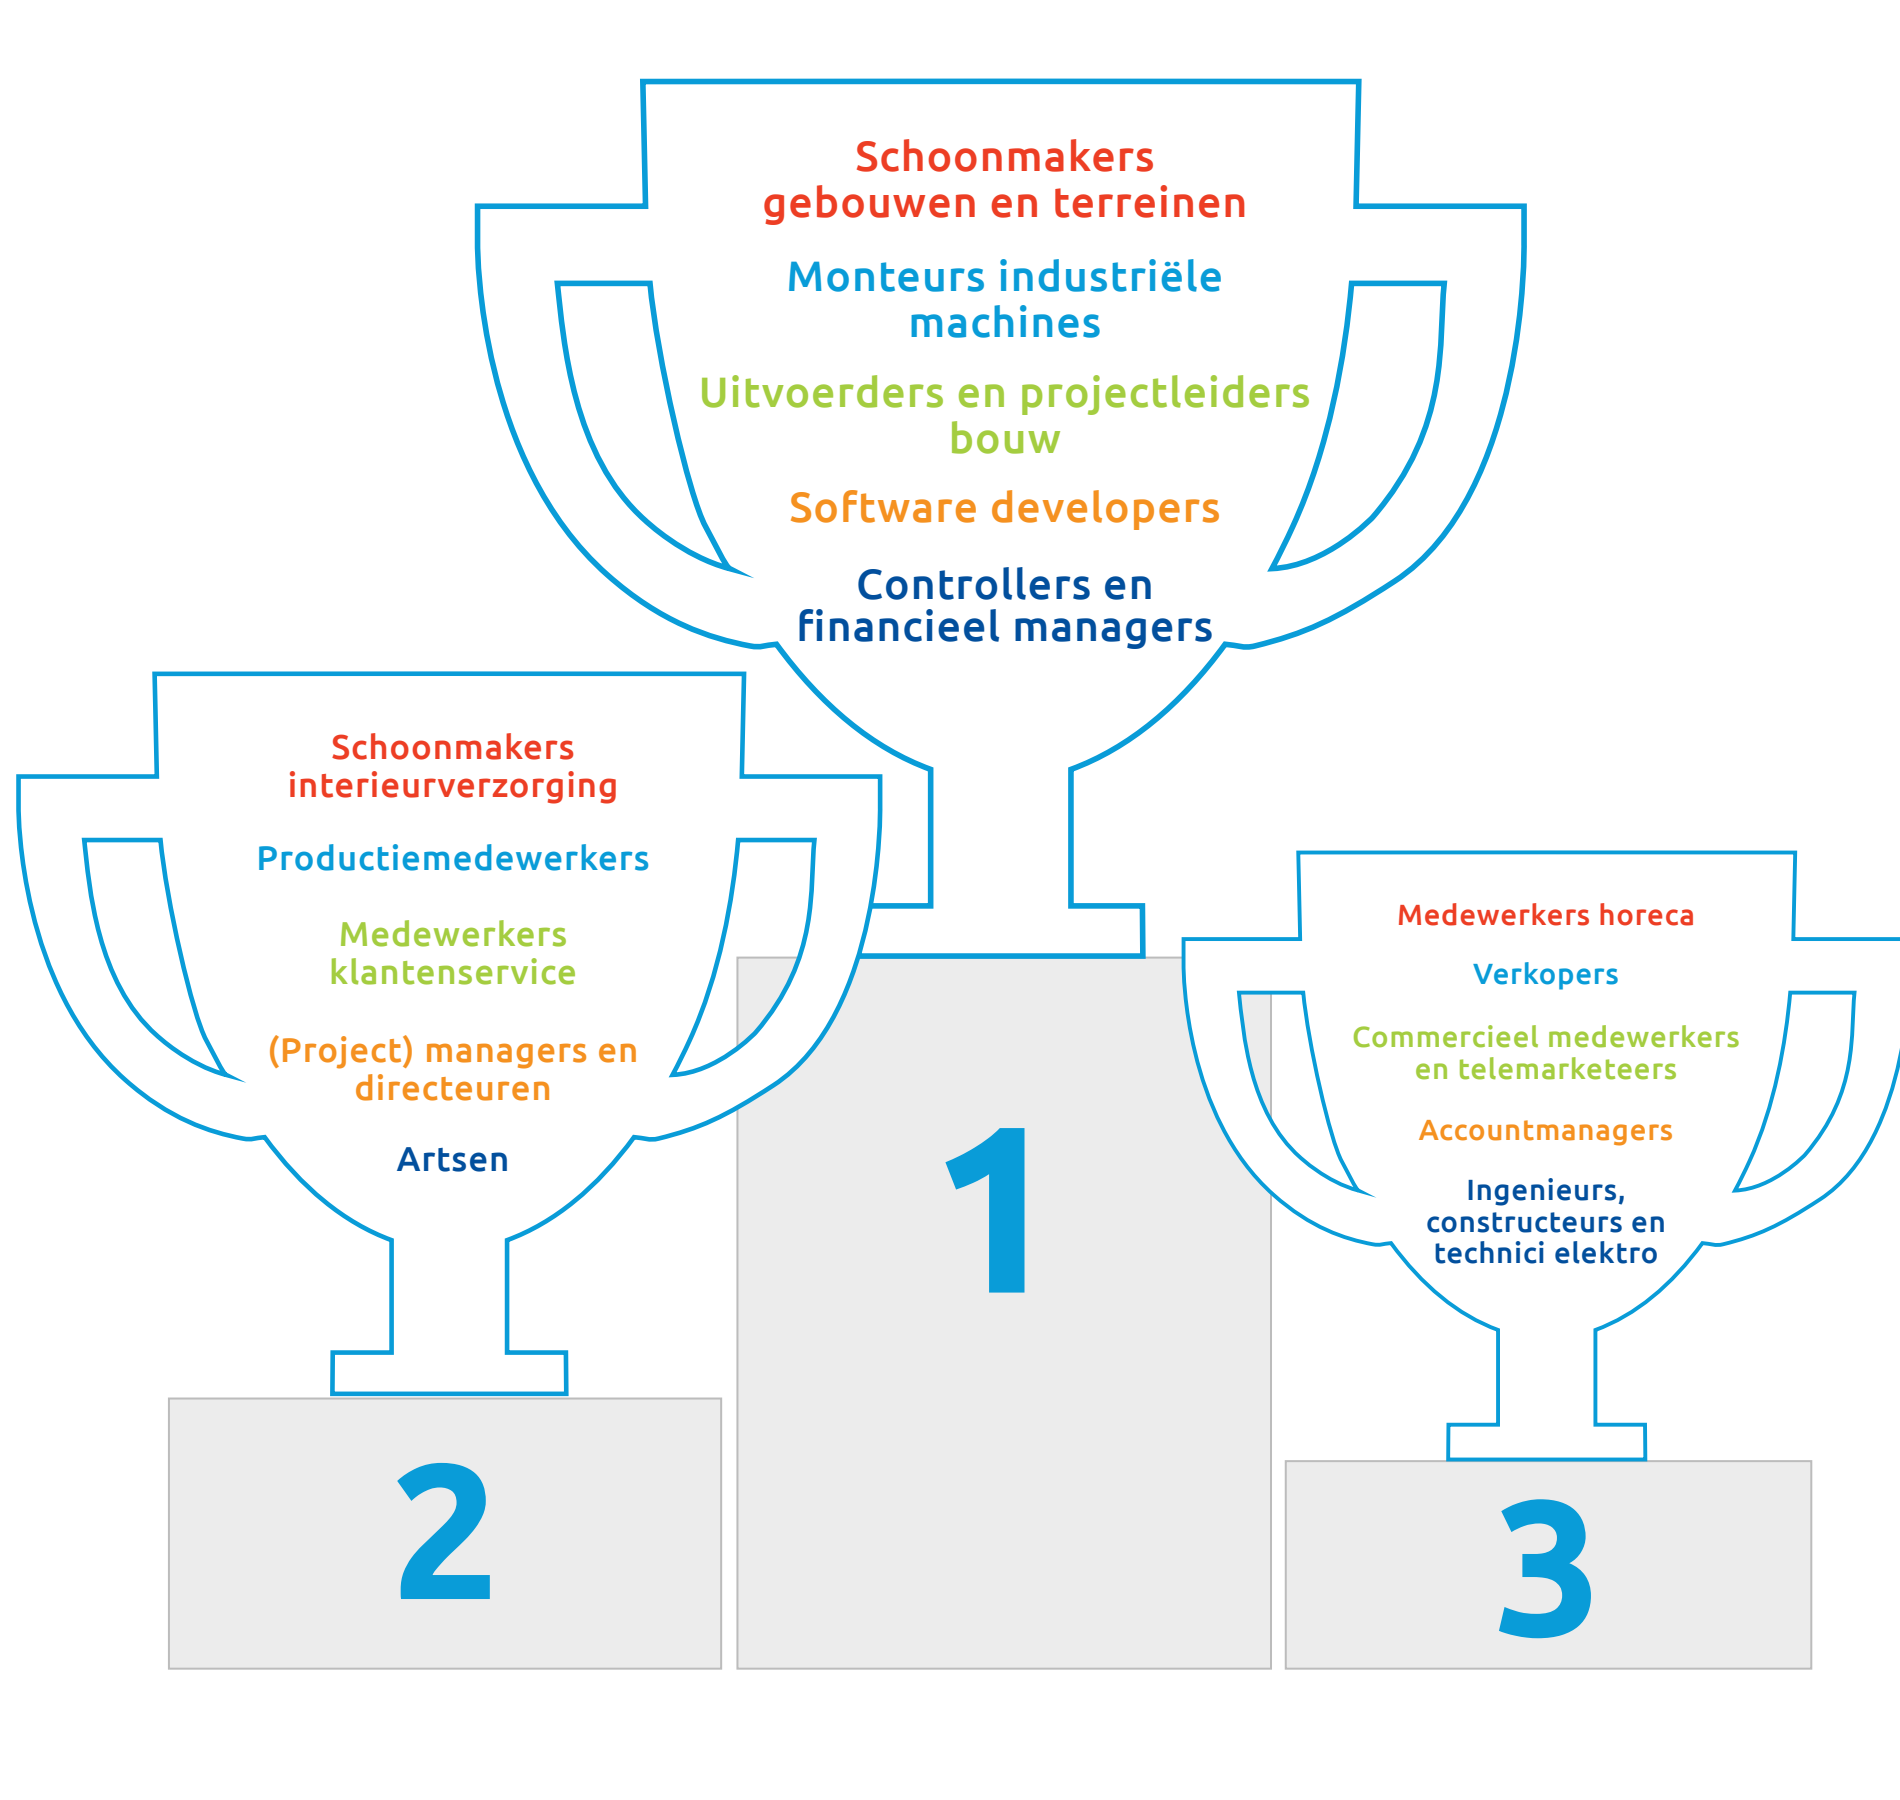 Schoonmakers
gebouwen en terreinen
Monteurs industriële
machines
Uitvoerders en projectleiders
bouw
Software developers
Controllers en
financieel managers
Schoonmakers
interieurverzorging
Productiemedewerkers
Medewerkers
klantenservice
(Project) managers en
directeuren
Artsen
Medewerkers horeca
Verkopers
Commercieel medewerkers
en telemarketeers
Accountmanagers
Ingenieurs,
constructeurs en
technici elektro
1
2
3